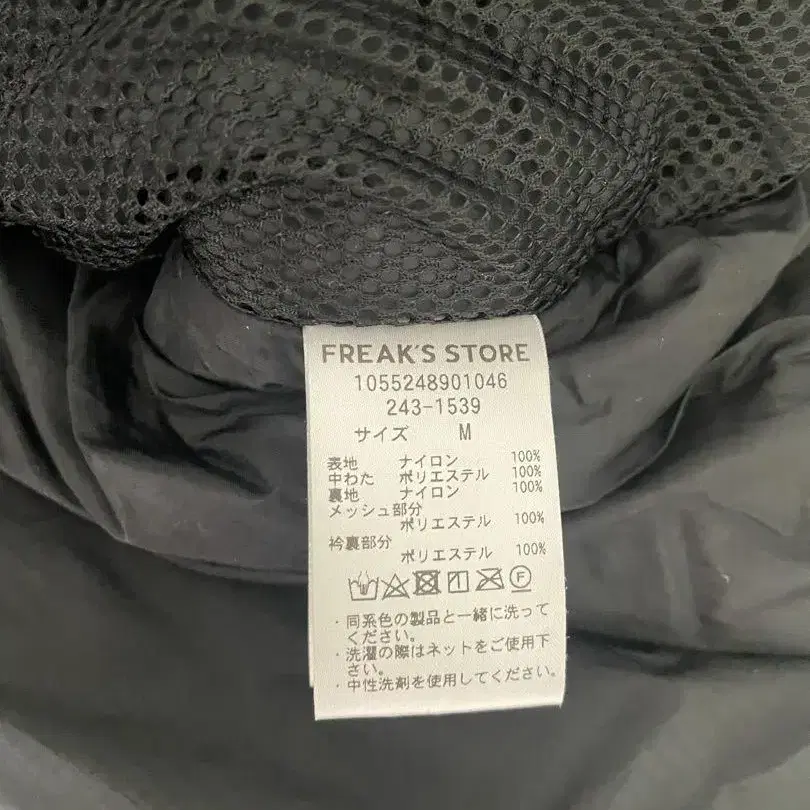 FREAK'S STORE
1055248901046
243-1539
サイズ M
表地 ナイロン 100%
中わた ポリエステル 100%
裏地 ナイロン 100%
メッシュ部分
ポリエステル 100%
衿裏部分
ポリエステル 100%
F
・同系色の製品と一緒に洗って
ください。
・洗濯の際はネットをご使用下
さい。
・中性洗剤を使用してください。